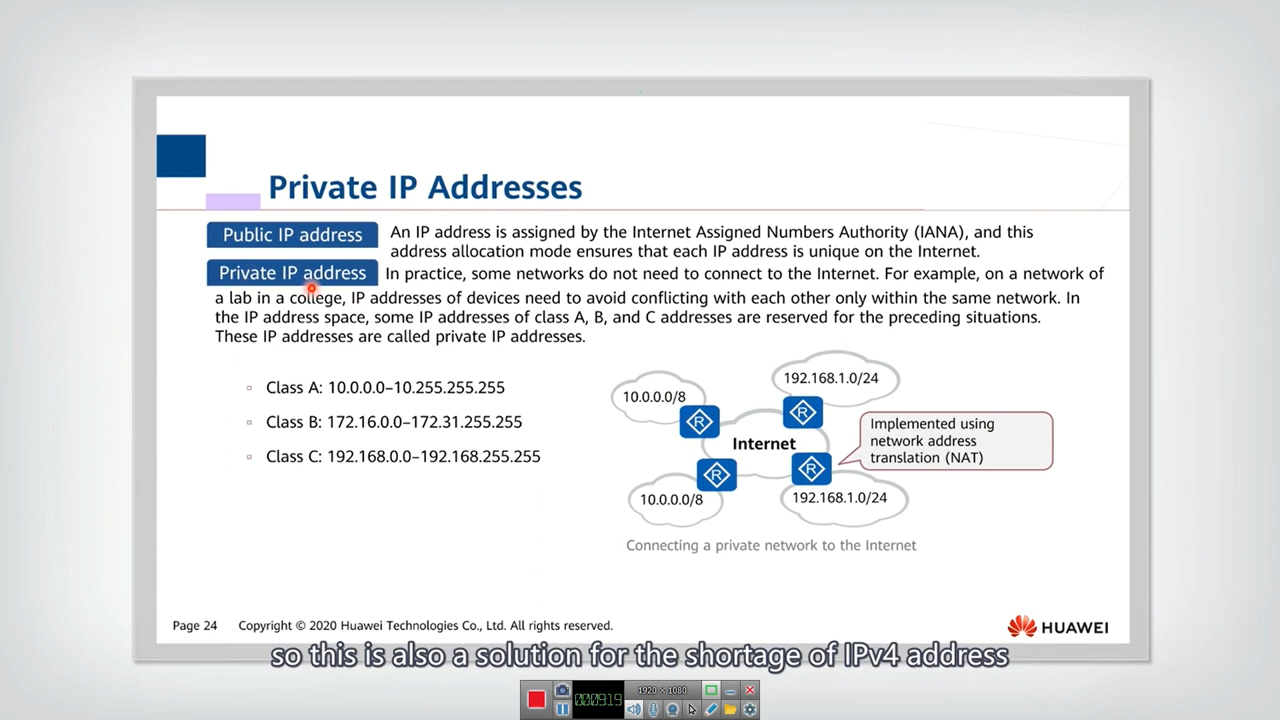 Private IP Addresses
Public IP address
An IP address is assigned by the Internet Assigned Numbers Authority (IANA), and this
address allocation mode ensures that each IP address is unique on the Internet.
Private IP address
In practice, some networks do not need to connect to the Internet. For example, on a network of
a lab in a college, IP addresses of devices need to avoid conflicting with each other only within the same network. In
the IP address space, some IP addresses of class A, B, and C addresses are reserved for the preceding situations.
These IP addresses are called private IP addresses.
Class A: 10.0.0.0–10.255.255.255
Class B: 172.16.0.0–172.31.255.255
Class C: 192.168.0.0–192.168.255.255
10.0.0.0/8
192.168.1.0/24
R
R
Internet
Implemented using
network address
translation (NAT)
R
R
10.0.0.0/8
192.168.1.0/24
Connecting a private network to the Internet
Page 24
Copyright © 2020 Huawei Technologies Co., Ltd. All rights reserved.
HUAWEI
so this is also a solution for the shortage of IPv4 address
1920 × 1080